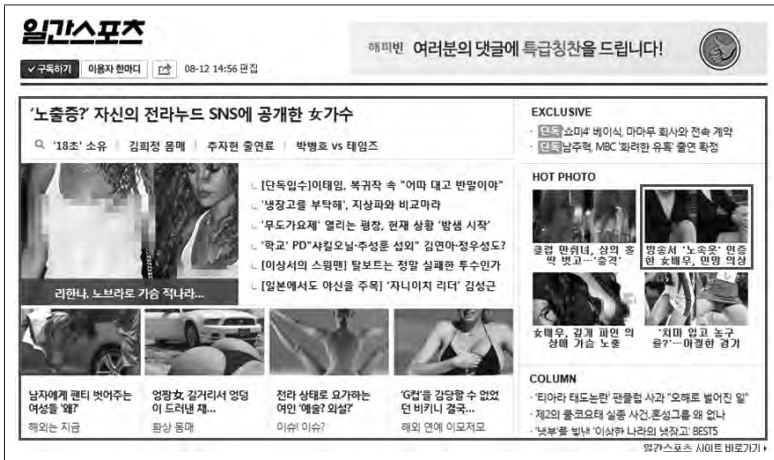 일간스포츠
해피빈 여러분의 댓글에 특급칭찬을 드립니다!
구독하기 이용자 한마디 08-12 14:56 편집
'노출증?' 자신의 전라누드 SNS에 공개한 女가수
'18초' 소유 김희정 몸매 추자현 출연료 박병호 vs 테임즈
리한나, 노브라로 가슴 적나라...
[단독입수]이태임, 복귀작 속 "어따 대고 반말이야"
'냉장고를 부탁해', 지상파와 비교마라
'무도가요제' 열리는 평창, 현재 상황 '밤샘 시작'
'학교' PD"샤킬오닐·주성훈 섭외" 김연아·정우성도?
[이상서의 스윙맨] 탈보트는 정말 실패한 투수인가
[일본에서도 야신을 주목] '자니이치 리더' 김성근
남자에게 팬티 벗어주는
여성들 '왜?'
해외는 지금
엉짱女 길거리서 엉덩
이 드러낸 채...
환상 몸매
전라 상태로 요가하는
여인 '예술? 외설?'
이슈! 이슈?
'G컵'을 감당할 수 없었
던 비키니 결국...
해외 연예 이모저모
EXCLUSIVE
단독 '쇼미4' 베이식, 마마무 회사와 전속 계약
단독 남주혁, MBC '화려한 유혹' 출연 확정
HOT PHOTO
클럽 만취녀, 상의 훌
떡 벗고…'충격'
방송서 '노속옷' 인증
한 女배우, 민망 의상
女배우, 깊게 파인 의
상에 가슴 노출
'치마 입고 농구
를?'…아찔한 경기
COLUMN
'티아라 태도논란' 팬클럽 사과 "오해로 벌어진 일"
제2의 쿨·코요태 실종 사건.혼성그룹 왜 없나
'냉부'를 빛낸 '이상한 나라의 냉장고' BEST5
일간스포츠 사이트 바로가기